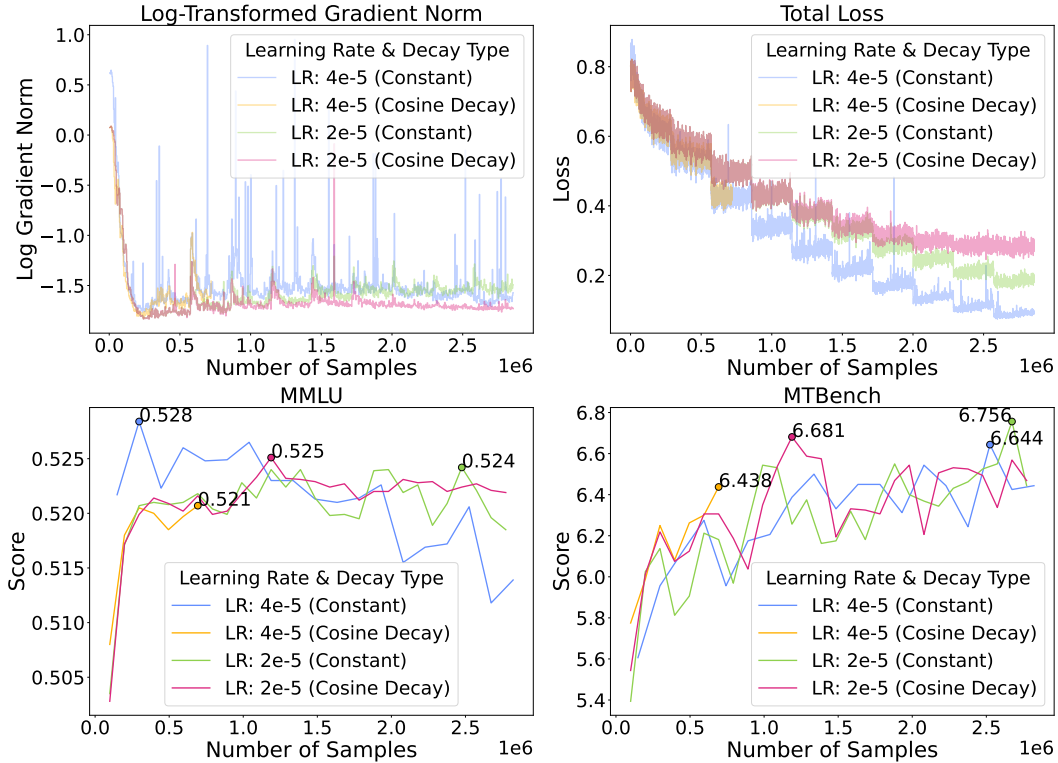 Log-Transformed Gradient Norm
Log Gradient Norm
1.0
0.5
0.0
−0.5
−1.0
−1.5
Learning Rate & Decay Type
LR: 4e-5 (Constant)
LR: 4e-5 (Cosine Decay)
LR: 2e-5 (Constant)
LR: 2e-5 (Cosine Decay)
0.0 0.5 1.0 1.5 2.0 2.5
1e6
Number of Samples
Total Loss
Loss
0.8
0.6
0.4
0.2
Learning Rate & Decay Type
LR: 4e-5 (Constant)
LR: 4e-5 (Cosine Decay)
LR: 2e-5 (Constant)
LR: 2e-5 (Cosine Decay)
0.0 0.5 1.0 1.5 2.0 2.5
1e6
Number of Samples
MMLU
Score
0.525
0.520
0.515
0.510
0.505
0.528
0.525
0.524
0.521
Learning Rate & Decay Type
LR: 4e-5 (Constant)
LR: 4e-5 (Cosine Decay)
LR: 2e-5 (Constant)
LR: 2e-5 (Cosine Decay)
0.0 0.5 1.0 1.5 2.0 2.5
1e6
Number of Samples
MTBench
Score
6.8
6.6
6.4
6.2
6.0
5.8
5.6
5.4
6.756
6.681
6.644
6.438
Learning Rate & Decay Type
LR: 4e-5 (Constant)
LR: 4e-5 (Cosine Decay)
LR: 2e-5 (Constant)
LR: 2e-5 (Cosine Decay)
0.0 0.5 1.0 1.5 2.0 2.5
1e6
Number of Samples